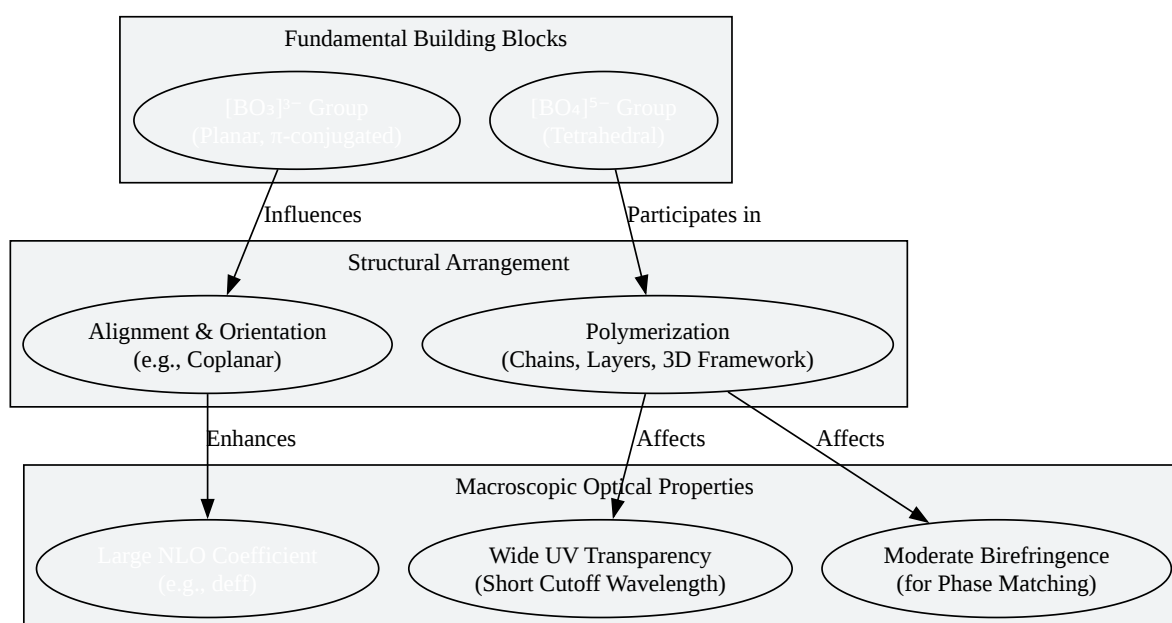 Fundamental Building Blocks
[BO₃]³⁻ Group
(Planar, π-conjugated)
[BO₄]⁵⁻ Group
(Tetrahedral)
Influences
Participates in
Structural Arrangement
Alignment & Orientation
(e.g., Coplanar)
Polymerization
(Chains, Layers, 3D Framework)
Enhances
Affects
Affects
Macroscopic Optical Properties
Large NLO Coefficient
(e.g., deff)
Wide UV Transparency
(Short Cutoff Wavelength)
Moderate Birefringence
(for Phase Matching)